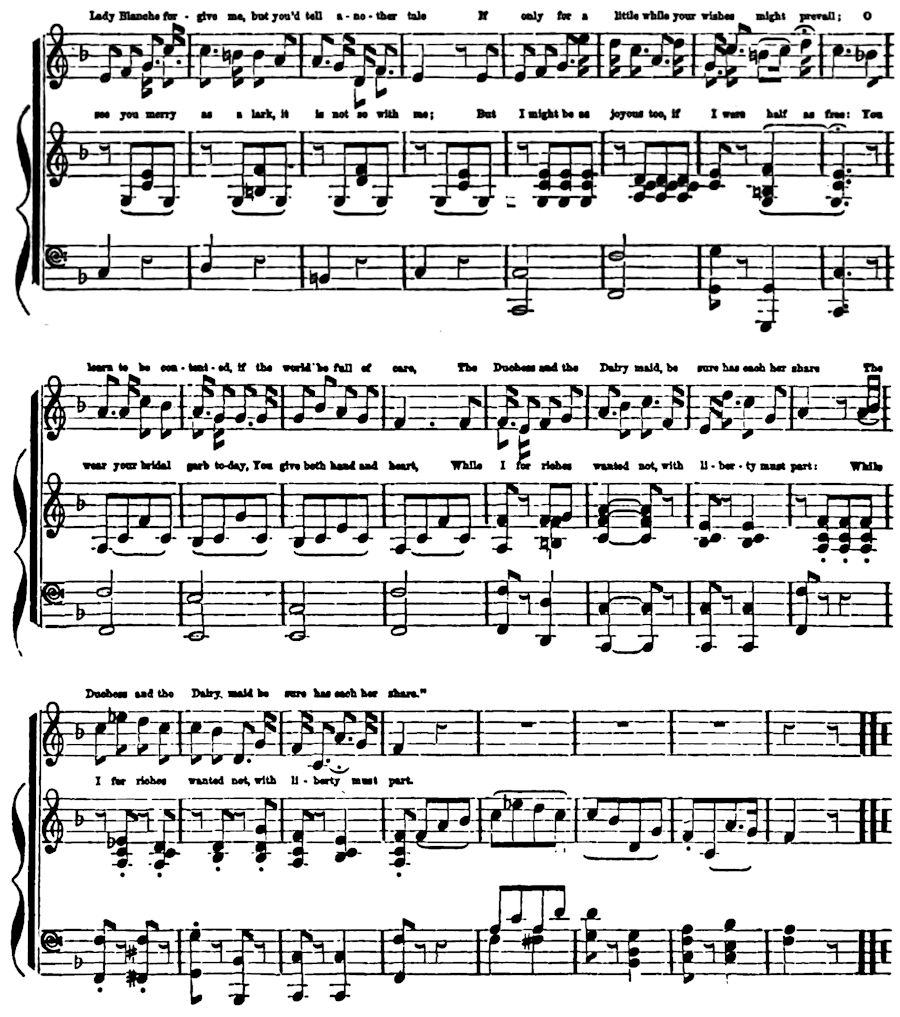 Lady Blanche for - give me, but you'd tell a - no - ther tale If only for a little while your wishes might prevail; O
see you merry as a lark, it is not so with me; But I might be as joyous too, if I were half as free: You
learn to be con - tent - ed, if the world be full of care, The Duchess and the Dairy maid, be sure has each her share The
wear your bridal garb to-day, You give both hand and heart, While I for riches wanted not, with li - ber - ty must part: While
Duchess and the Dairy maid be sure has each her share."
I for riches wanted not, with li - berty must part.